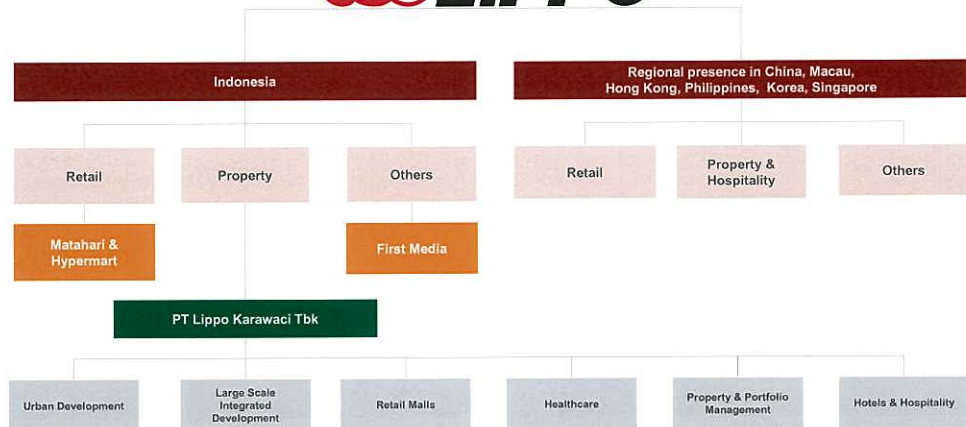 LIPPO
Indonesia
Regional presence in China, Macau,
Hong Kong, Philippines, Korea, Singapore
Retail
Property
Others
Retail
Property &
Hospitality
Others
Matahari &
Hypermart
First Media
PT Lippo Karawaci Tbk
Urban Development
Large Scale
Integrated
Development
Retail Malls
Healthcare
Property & Portfolio
Management
Hotels & Hospitality